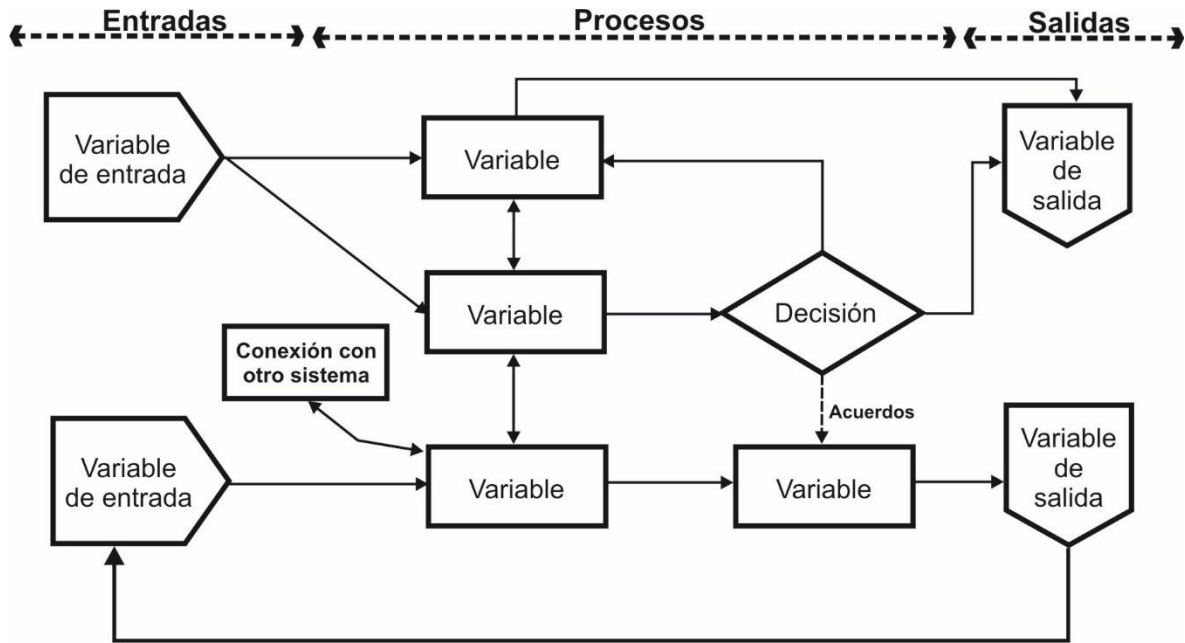 Entradas
Procesos
Salidas
Variable
de entrada
Variable
Variable
de
salida
Variable
Decisión
Conexión con
otro sistema
Acuerdos
Variable
de entrada
Variable
Variable
Variable
de
salida